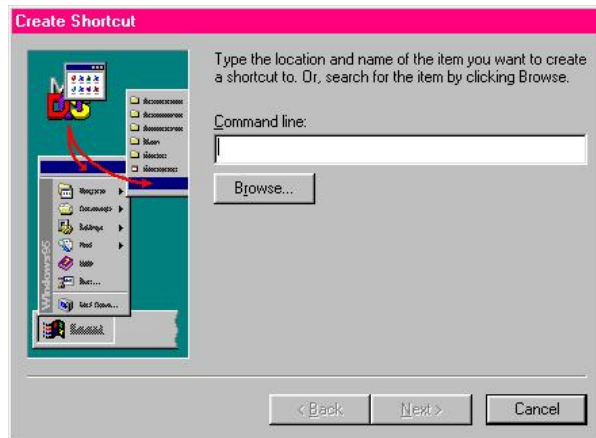 Create Shortcut
Type the location and name of the item you want to create
a shortcut to. Or, search for the item by clicking Browse.
Command line:
Browse...
Windows95
< Back
Next >
Cancel